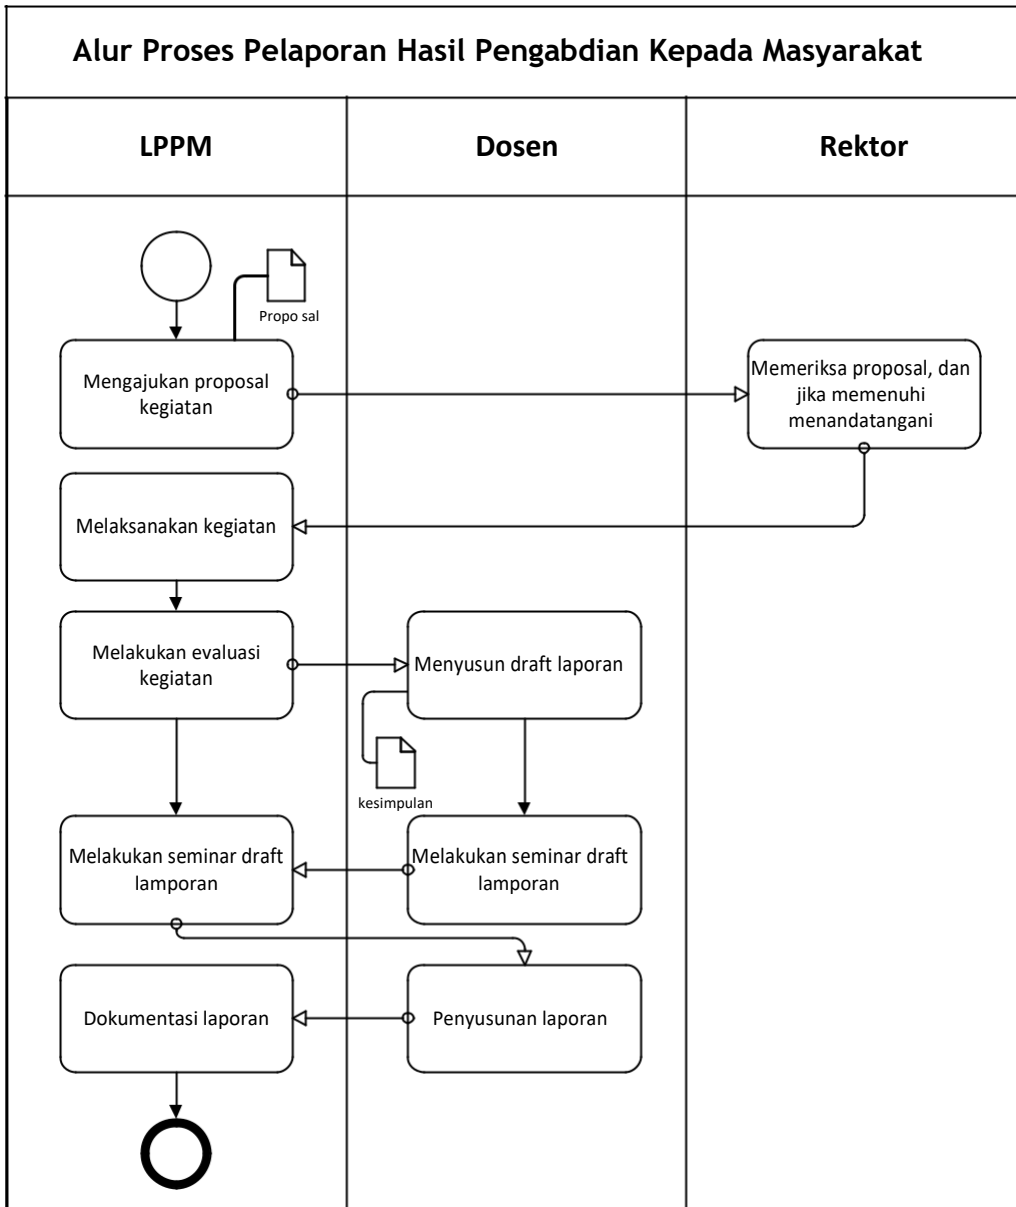 Alur Proses Pelaporan Hasil Pengabdian Kepada Masyarakat
LPPM
Dosen
Rektor
Propo sal
Mengajukan proposal
kegiatan
Memeriksa proposal, dan
jika memenuhi
menandatangani
Melaksanakan kegiatan
Melakukan evaluasi
kegiatan
Menyusun draft laporan
kesimpulan
Melakukan seminar draft
lamporan
Melakukan seminar draft
lamporan
Dokumentasi laporan
Penyusunan laporan